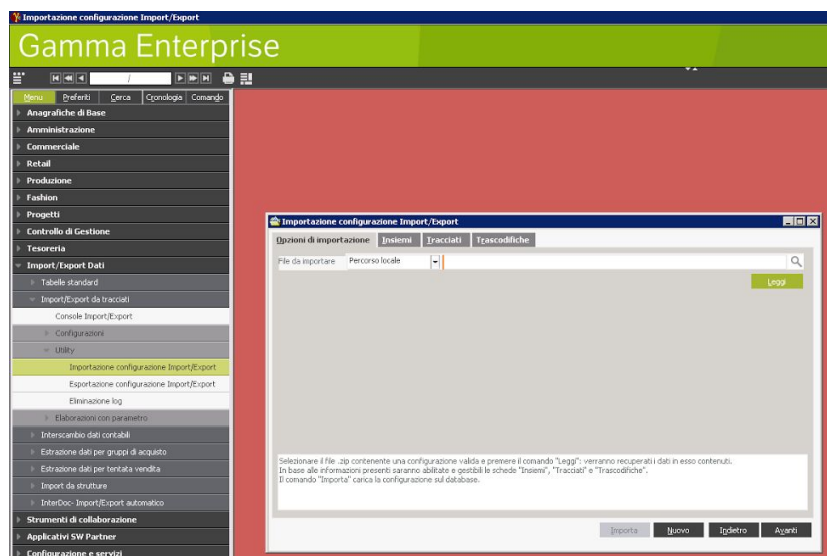 Importazione configurazione Import/Export
Gamma Enterprise
/
Menu Preferiti Cerca Cronologia Comando
Anagrafiche di Base
Amministrazione
Commerciale
Retail
Produzione
Fashion
Progetti
Controllo di Gestione
Tesoreria
Import/Export Dati
Tabelle standard
Import/Export da tracciati
Console Import/Export
Configurazioni
Utility
Importazione configurazione Import/Export
Esportazione configurazione Import/Export
Eliminazione log
Elaborazioni con parametro
Interscambio dati contabili
Estrazione dati per gruppi di acquisto
Estrazione dati per tentata vendita
Import da strutture
InterDoc- Import/Export automatico
Strumenti di collaborazione
Applicativi SW Partner
Configurazione e servizi
Importazione configurazione Import/Export
Opzioni di importazione Insiemi Tracciati Trascodifiche
File da importare Percorso locale
Leggi
Selezionare il file .zip contenente una configurazione valida e premere il comando "Leggi": verranno recuperati i dati in esso contenuti.
In base alle informazioni presenti saranno abilitate e gestibili le schede "Insiemi", "Tracciati" e "Trascodifiche".
Il comando "Importa" carica la configurazione sul database.
Importa Nuovo Indietro Avanti